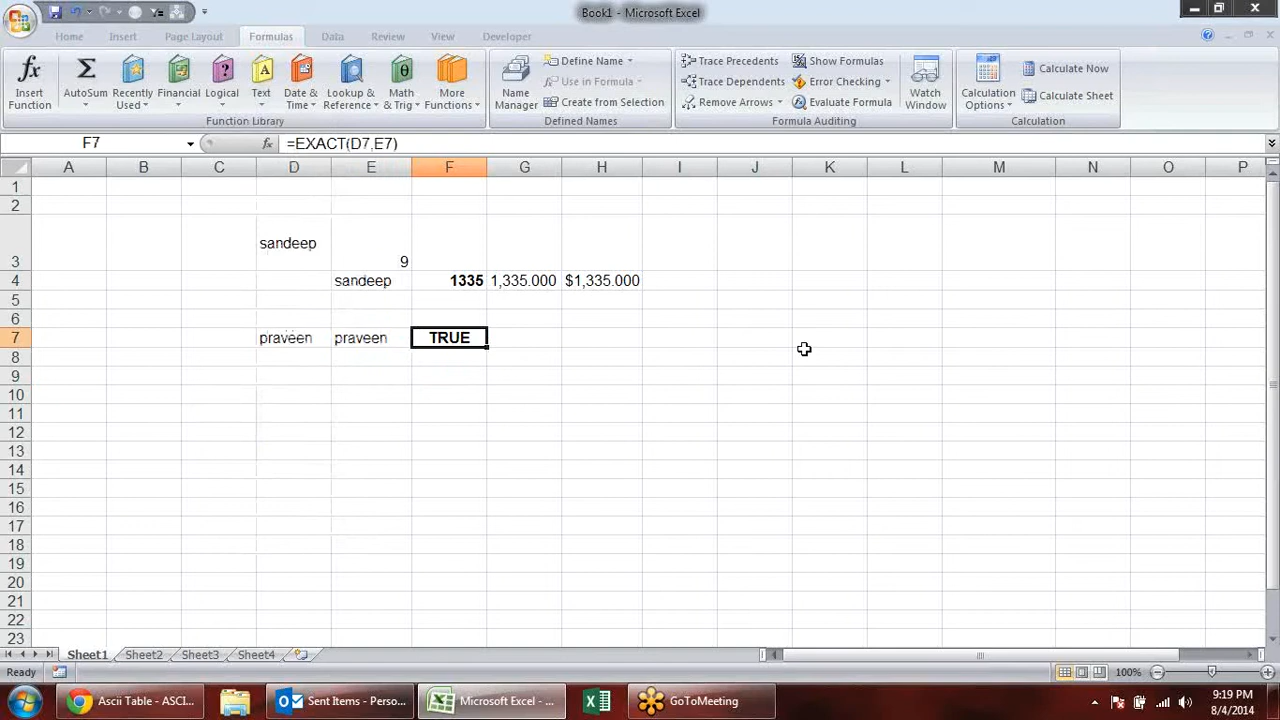 Book1 - Microsoft Excel
Home Insert Page Layout Formulas Data Review View Developer
Insert Function
AutoSum
Recently Used
Financial
Logical
Text
Date & Time
Lookup & Reference
Math & Trig
More Functions
Function Library
Name Manager
Define Name
Use in Formula
Create from Selection
Defined Names
Trace Precedents
Trace Dependents
Remove Arrows
Show Formulas
Error Checking
Evaluate Formula
Formula Auditing
Watch Window
Calculation Options
Calculate Now
Calculate Sheet
Calculation
F7 fx =EXACT(D7,E7)
A B C D E F G H I J K L M N O P
1
2
3 sandeep 9
4 sandeep 1335 1,335.000 $1,335.000
5
6
7 praveen praveen TRUE
8
9
10
11
12
13
14
15
16
17
18
19
20
21
22
23
Sheet1 Sheet2 Sheet3 Sheet4
Ready 100%
Ascii Table - ASCI... Sent Items - Perso... Microsoft Excel - ... GoToMeeting 9:19 PM
8/4/2014